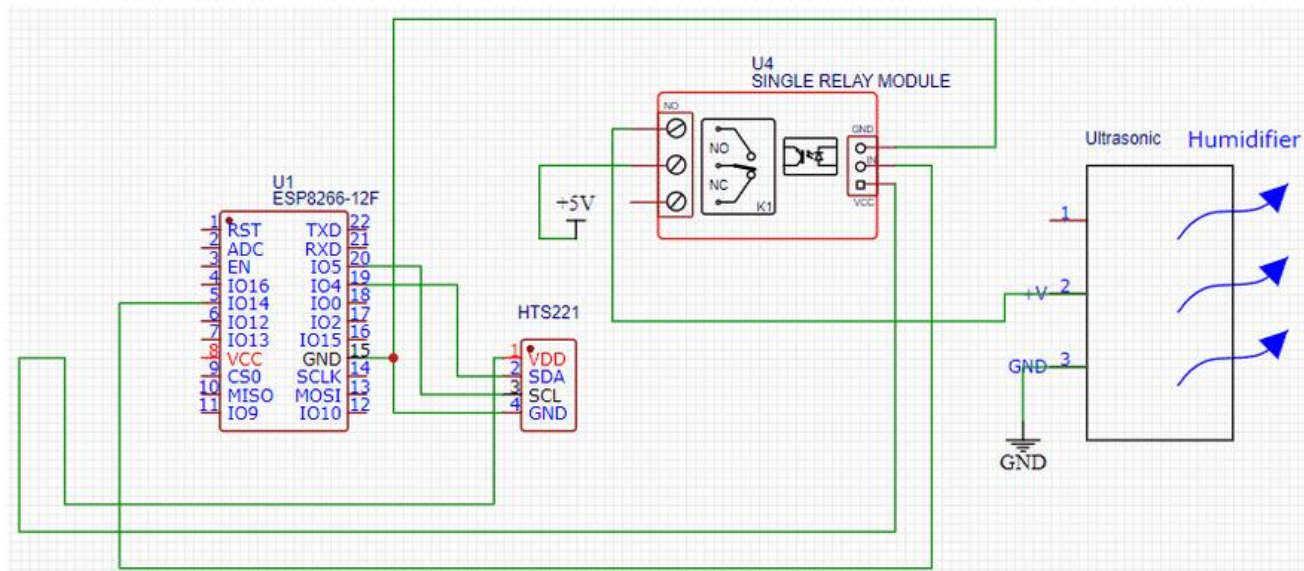 U4
SINGLE RELAY MODULE
NO
GND
NO
IN
NC
K1
VCC
Ultrasonic Humidifier
+5V
U1
ESP8266-12F
1 RST TXD 22
2 ADC RXD 21
3 EN IO5 20
4 IO16 IO4 19
5 IO14 IO0 18
6 IO12 IO2 17
7 IO13 IO15 16
8 VCC GND 15
9 CS0 SCLK 14
10 MISO MOSI 13
11 IO9 IO10 12
HTS221
1 VDD
2 SDA
3 SCL
4 GND
1
+V 2
GND 3
GND